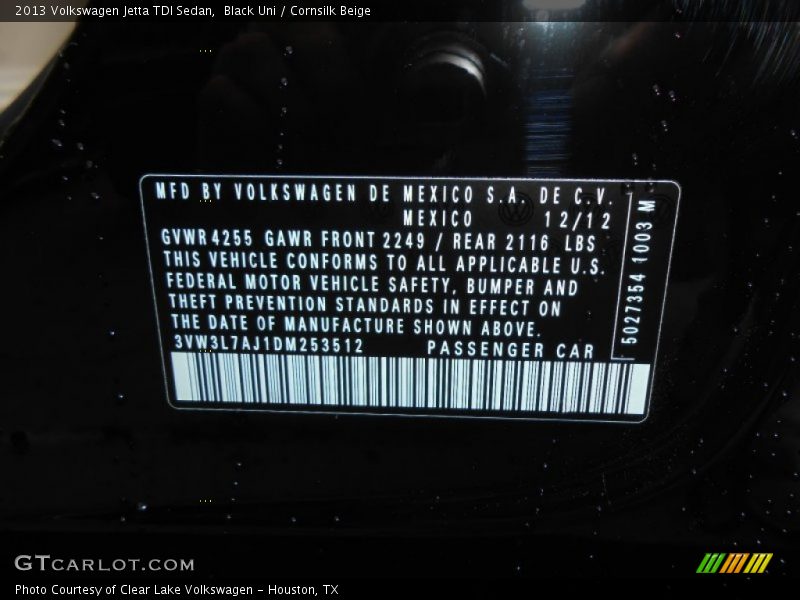 2013 Volkswagen Jetta TDI Sedan,  Black Uni / Cornsilk Beige
MFD BY VOLKSWAGEN DE MEXICO S.A. DE C.V.
MEXICO 12/12
GVWR 4255 GAWR FRONT 2249 / REAR 2116 LBS
THIS VEHICLE CONFORMS TO ALL APPLICABLE U.S.
FEDERAL MOTOR VEHICLE SAFETY, BUMPER AND
THEFT PREVENTION STANDARDS IN EFFECT ON
THE DATE OF MANUFACTURE SHOWN ABOVE.
3VW3L7AJ1DM253512 PASSENGER CAR
5027354 1003 M
GTCARLOT.COM
Photo Courtesy of Clear Lake Volkswagen - Houston, TX